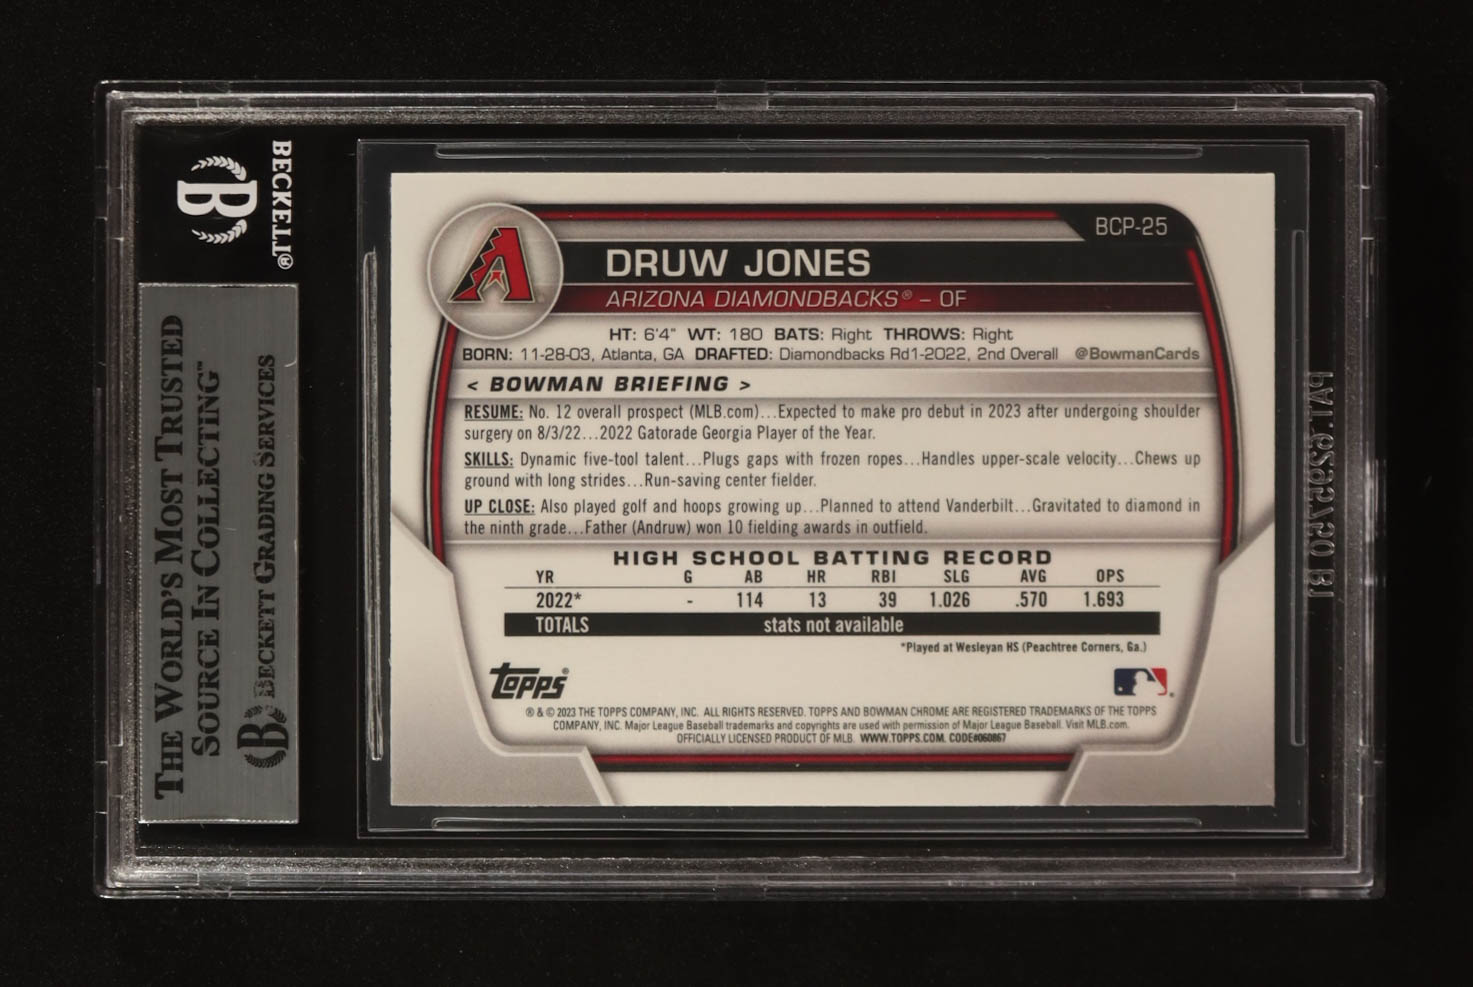 BECKETT®
B
THE WORLD'S MOST TRUSTED
SOURCE IN COLLECTING™
B BECKETT GRADING SERVICES
BCP-25
A
DRUW JONES
ARIZONA DIAMONDBACKS® – OF
HT: 6'4" WT: 180 BATS: Right THROWS: Right
BORN: 11-28-03, Atlanta, GA DRAFTED: Diamondbacks Rd1-2022, 2nd Overall @BowmanCards
< BOWMAN BRIEFING >
RESUME: No. 12 overall prospect (MLB.com)...Expected to make pro debut in 2023 after undergoing shoulder
surgery on 8/3/22...2022 Gatorade Georgia Player of the Year.
SKILLS: Dynamic five-tool talent...Plugs gaps with frozen ropes...Handles upper-scale velocity...Chews up
ground with long strides...Run-saving center fielder.
UP CLOSE: Also played golf and hoops growing up...Planned to attend Vanderbilt...Gravitated to diamond in
the ninth grade...Father (Andruw) won 10 fielding awards in outfield.
HIGH SCHOOL BATTING RECORD
YR G AB HR RBI SLG AVG OPS
2022* - 114 13 39 1.026 .570 1.693
TOTALS stats not available
*Played at Wesleyan HS (Peachtree Corners, Ga.)
topps®
® & © 2023 THE TOPPS COMPANY, INC. ALL RIGHTS RESERVED. TOPPS AND BOWMAN CHROME ARE REGISTERED TRADEMARKS OF THE TOPPS
COMPANY, INC. Major League Baseball trademarks and copyrights are used with permission of Major League Baseball. Visit MLB.com.
OFFICIALLY LICENSED PRODUCT OF MLB. WWW.TOPPS.COM. CODE#060867